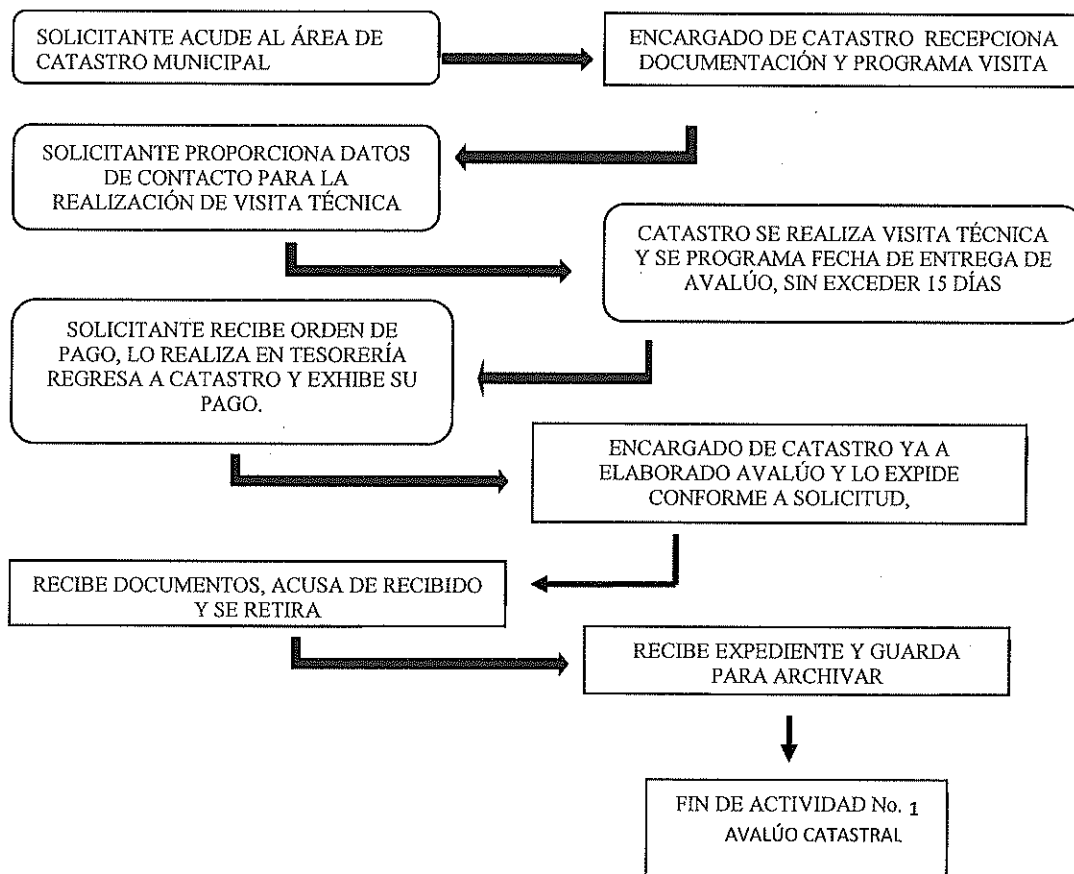 SOLICITANTE ACUDE AL ÁREA DE
CATASTRO MUNICIPAL
ENCARGADO DE CATASTRO RECEPCIONA
DOCUMENTACIÓN Y PROGRAMA VISITA
SOLICITANTE PROPORCIONA DATOS
DE CONTACTO PARA LA
REALIZACIÓN DE VISITA TÉCNICA
CATASTRO SE REALIZA VISITA TÉCNICA
Y SE PROGRAMA FECHA DE ENTREGA DE
AVALÚO, SIN EXCEDER 15 DÍAS
SOLICITANTE RECIBE ORDEN DE
PAGO, LO REALIZA EN TESORERÍA
REGRESA A CATASTRO Y EXHIBE SU
PAGO.
ENCARGADO DE CATASTRO YA A
ELABORADO AVALÚO Y LO EXPIDE
CONFORME A SOLICITUD,
RECIBE DOCUMENTOS, ACUSA DE RECIBIDO
Y SE RETIRA
RECIBE EXPEDIENTE Y GUARDA
PARA ARCHIVAR
FIN DE ACTIVIDAD No. 1
AVALÚO CATASTRAL